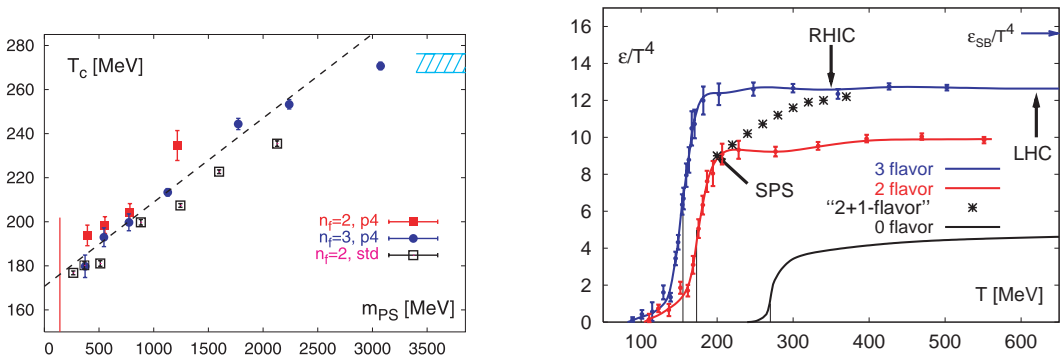 T_c [MeV]
280
260
240
220
200
180
160
n_f=2, p4
n_f=3, p4
n_f=2, std
m_PS [MeV]
0 500 1000 1500 2000 2500 3000 3500
ε/T^4
RHIC
ε_SB/T^4
16
14
12
10
8
6
4
2
0
LHC
SPS
3 flavor
2 flavor
“2+1-flavor”
0 flavor
T [MeV]
100 200 300 400 500 600